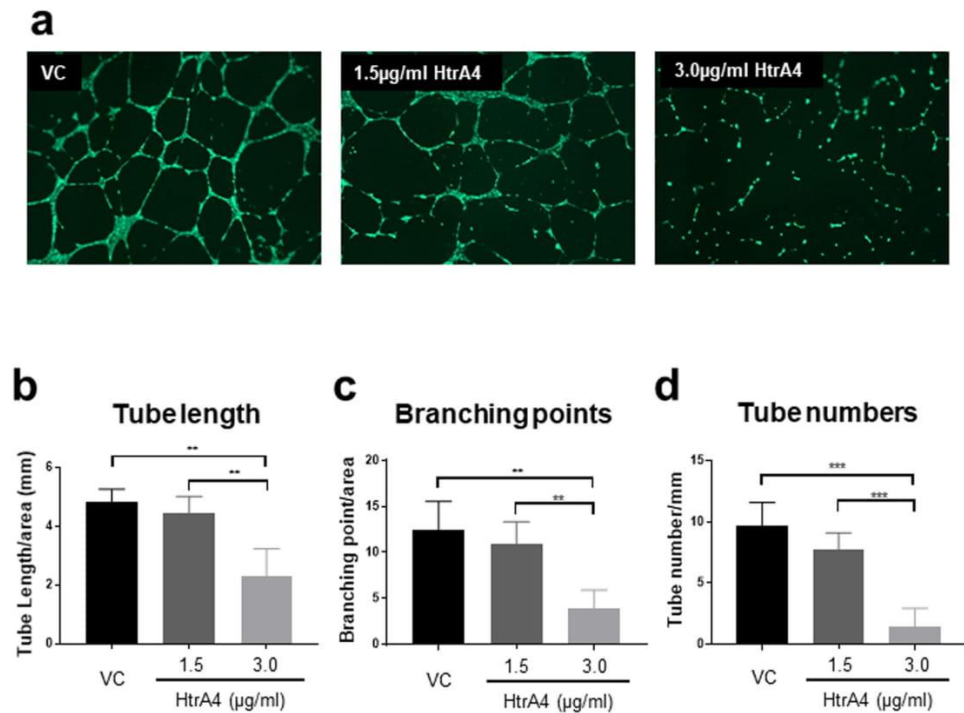 a
VC
1.5µg/ml HtrA4
3.0µg/ml HtrA4
b
Tube length
Tube Length/area (mm)
6
4
2
0
**
**
VC
1.5
3.0
HtrA4 (µg/ml)
c
Branching points
Branching point/area
20
15
10
5
0
**
**
VC
1.5
3.0
HtrA4 (µg/ml)
d
Tube numbers
Tube number/mm
15
10
5
0
***
***
VC
1.5
3.0
HtrA4 (µg/ml)